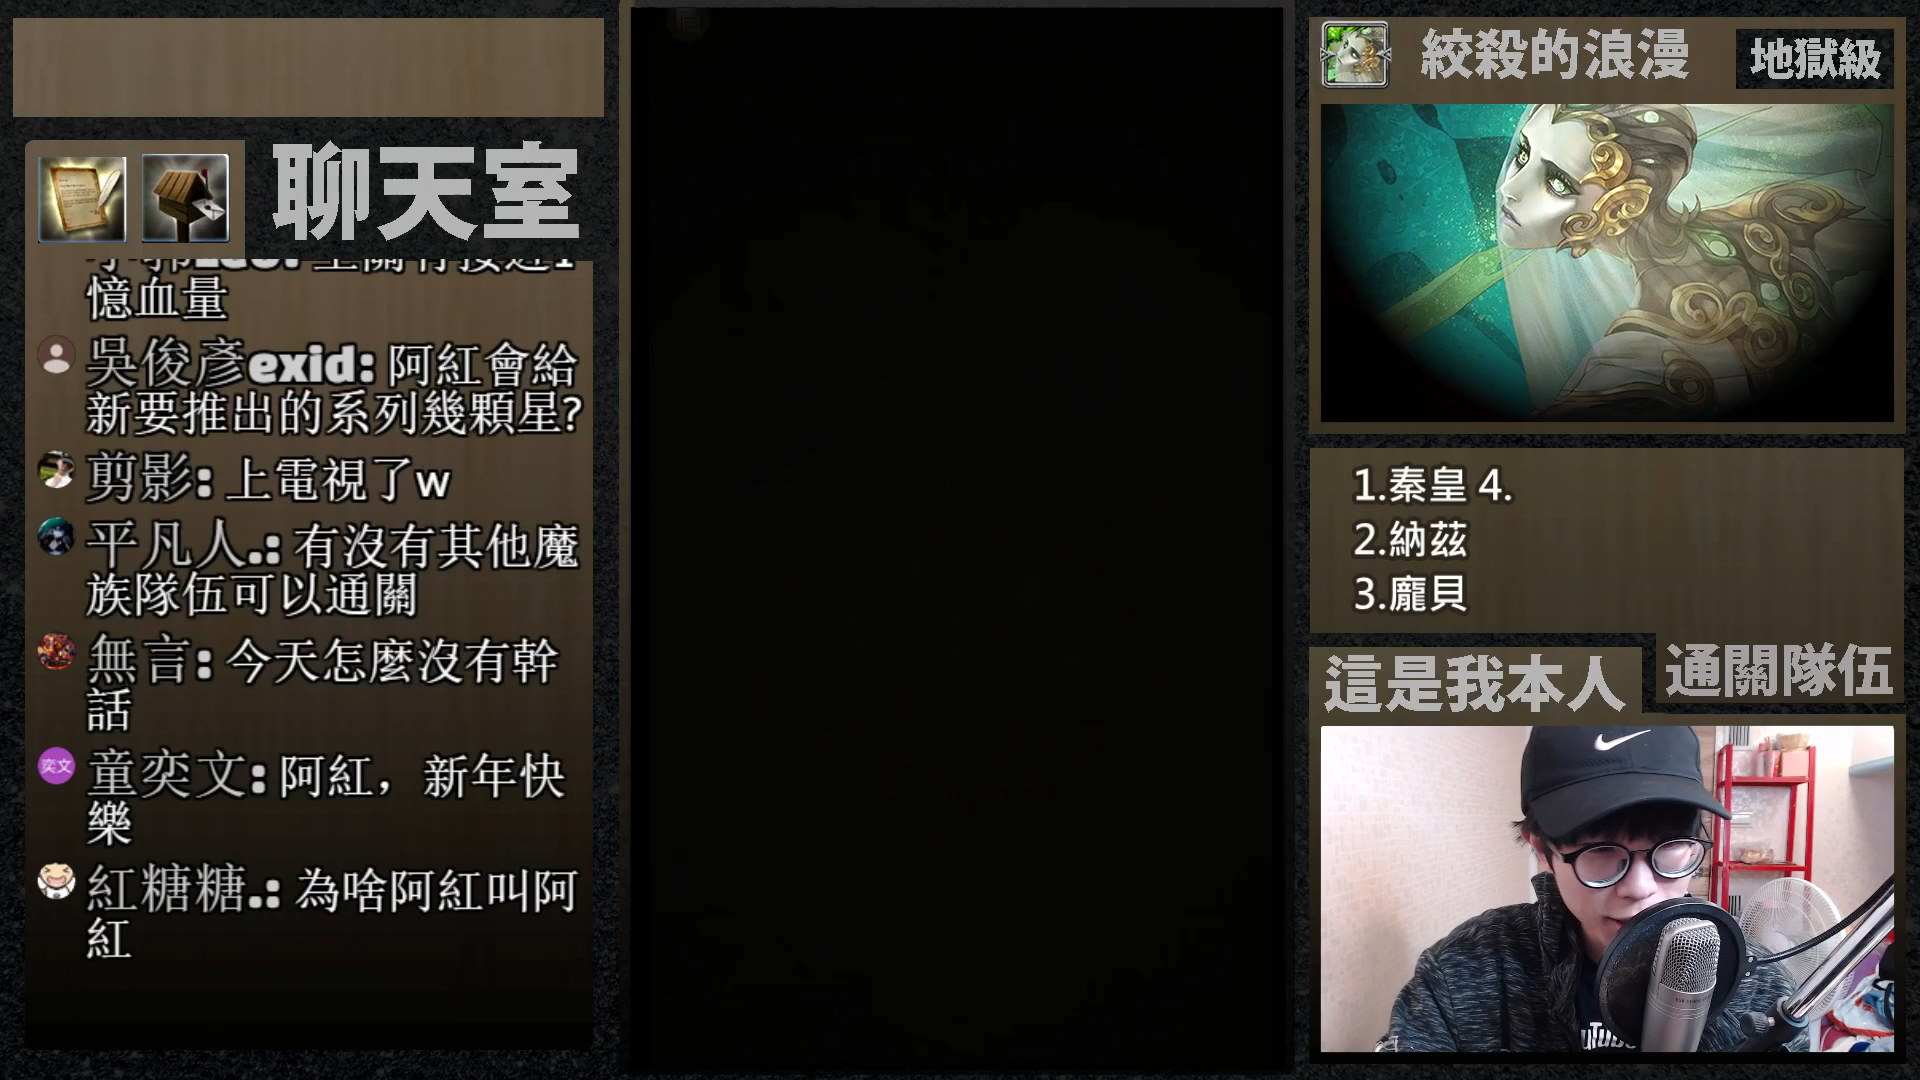 聊天室
憶血量
吳俊彥exid: 阿紅會給
新要推出的系列幾顆星?
剪影: 上電視了w
平凡人.: 有沒有其他魔
族隊伍可以通關
無言: 今天怎麼沒有幹
話
奕文
童奕文: 阿紅，新年快
樂
紅糖糖.: 為啥阿紅叫阿
紅
絞殺的浪漫
地獄級
1.秦皇 4.
2.納茲
3.龐貝
通關隊伍
這是我本人